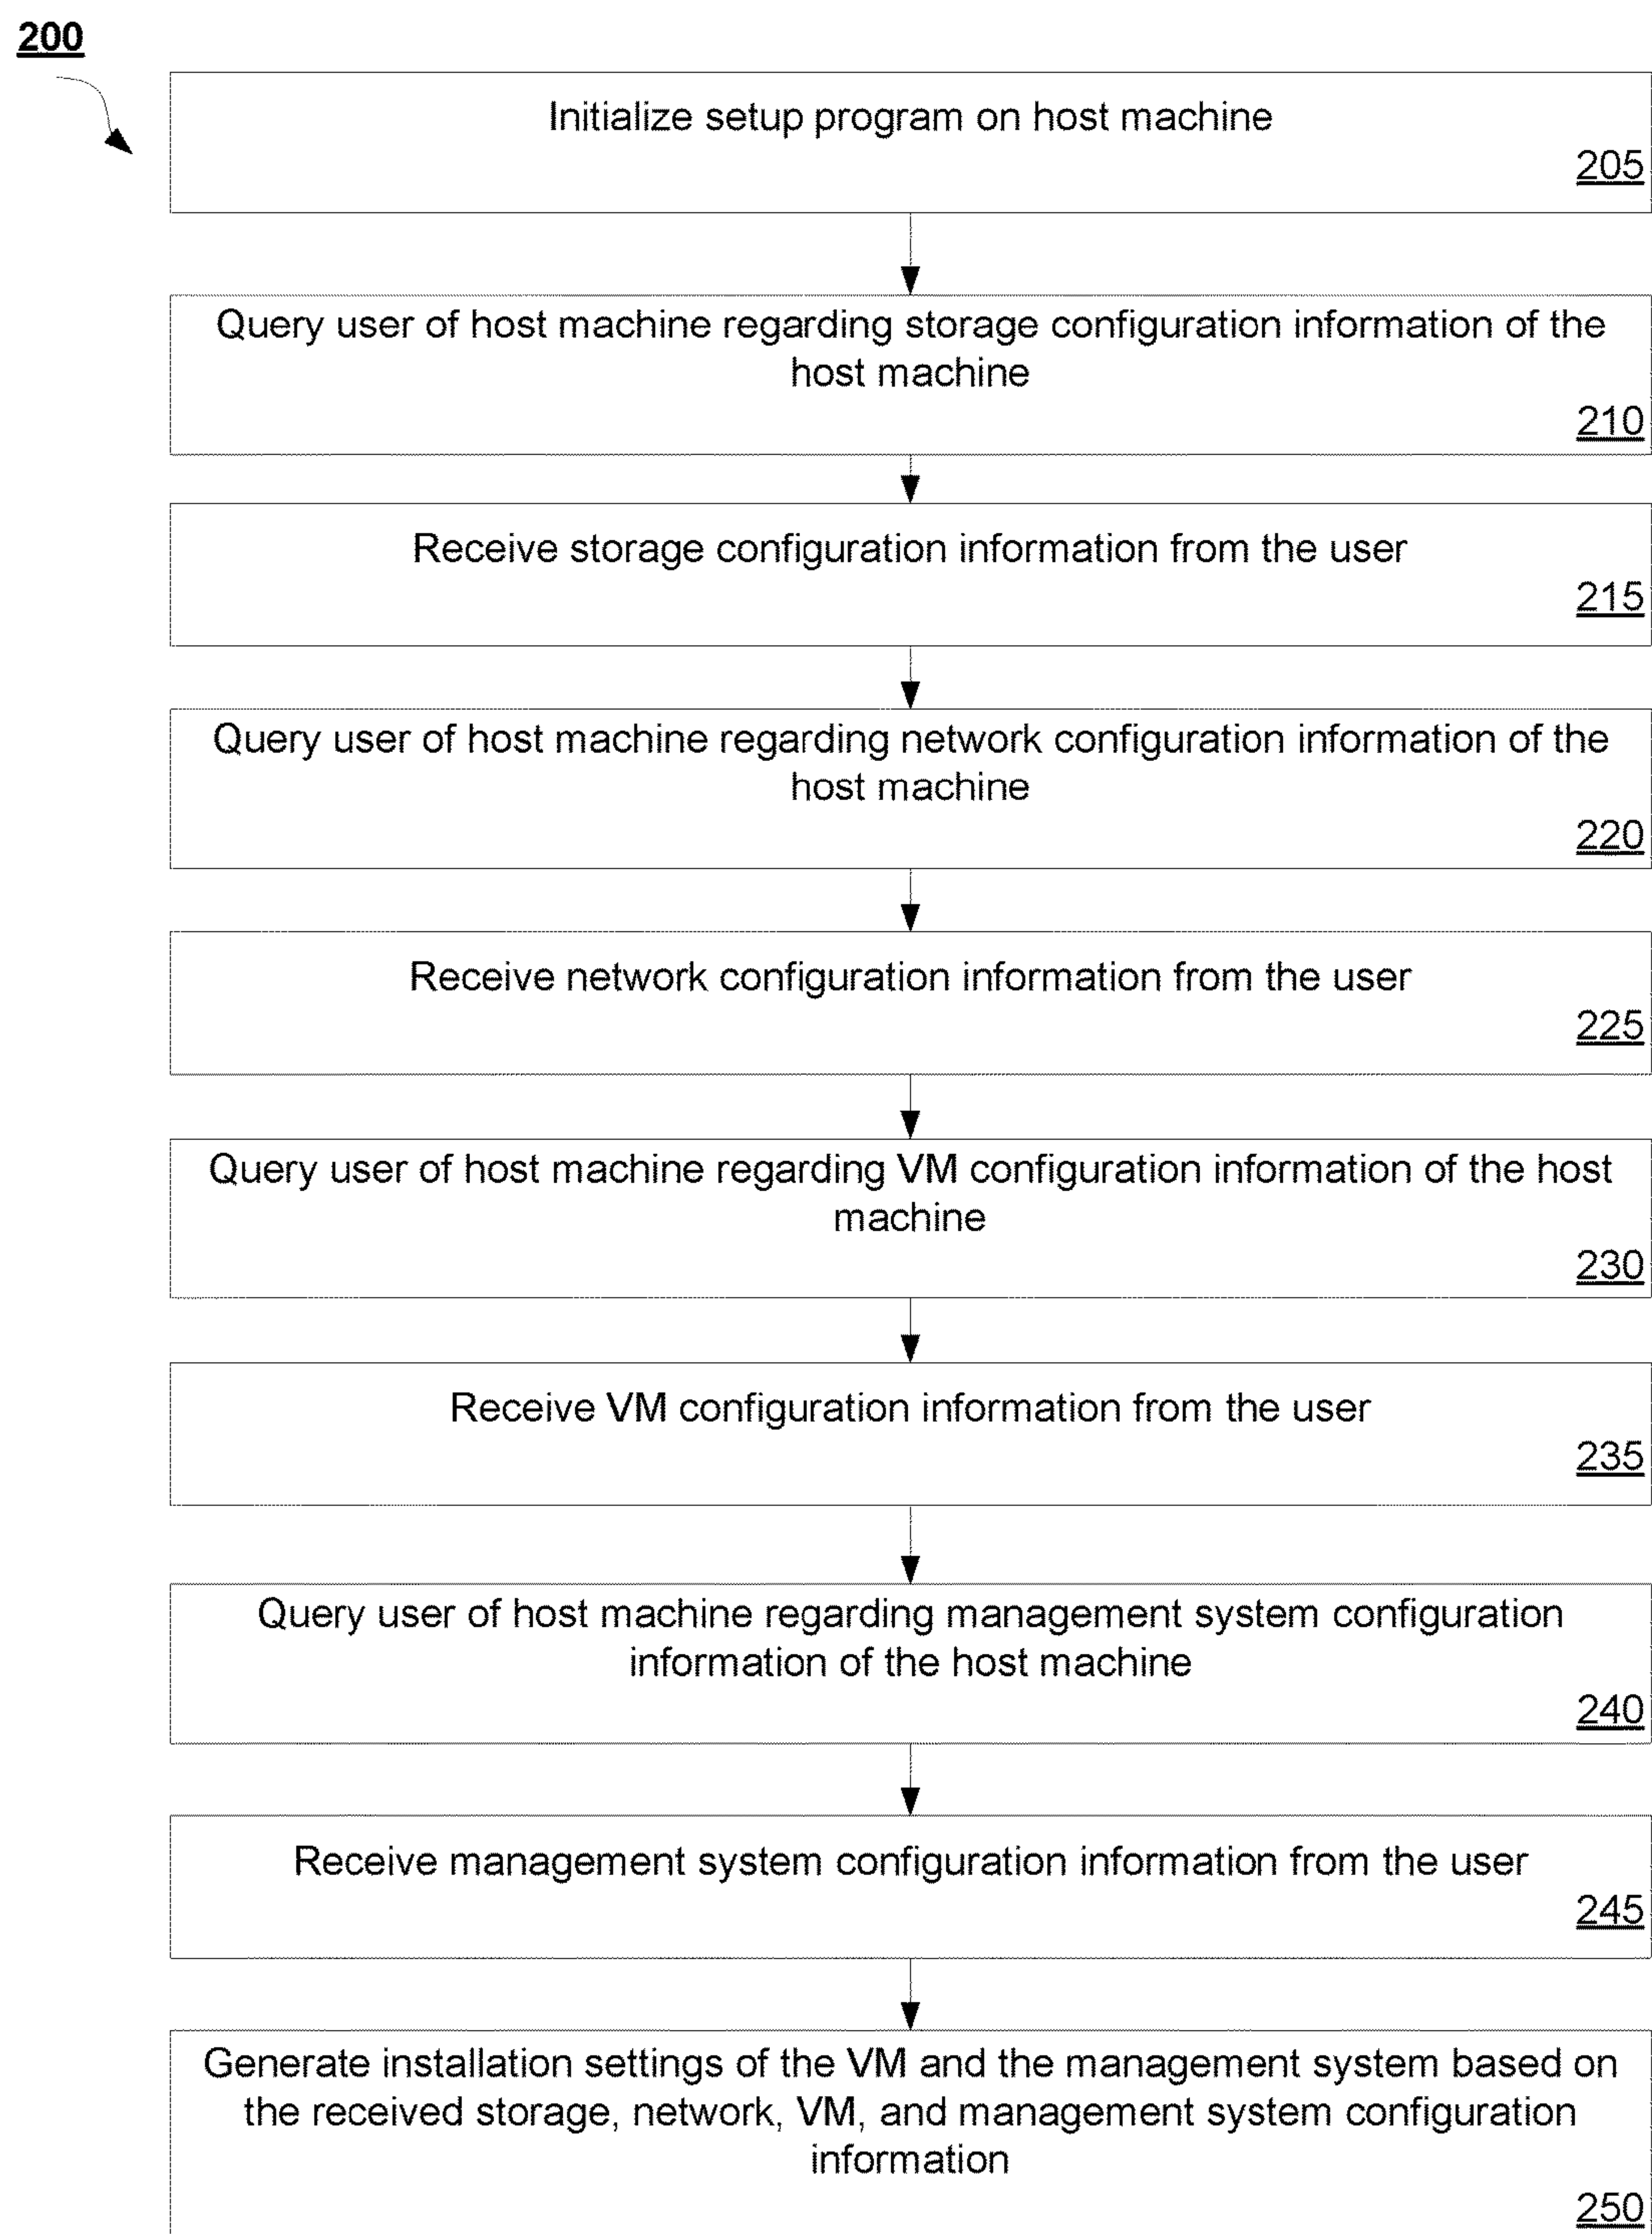 200
Initialize setup program on host machine
205
Query user of host machine regarding storage configuration information of the
host machine
210
Receive storage configuration information from the user
215
Query user of host machine regarding network configuration information of the
host machine
220
Receive network configuration information from the user
225
Query user of host machine regarding VM configuration information of the host
machine
230
Receive VM configuration information from the user
235
Query user of host machine regarding management system configuration
information of the host machine
240
Receive management system configuration information from the user
245
Generate installation settings of the VM and the management system based on
the received storage, network, VM, and management system configuration
information
250